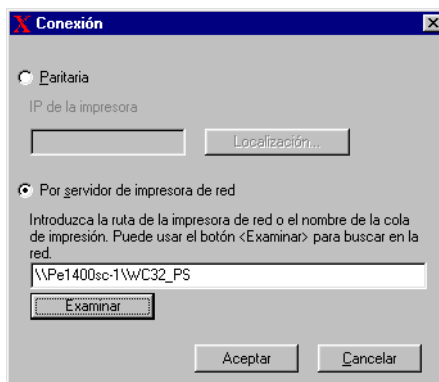 Conexión
Paritaria
IP de la impresora
Localización...
Por servidor de impresora de red
Introduzca la ruta de la impresora de red o el nombre de la cola
de impresión. Puede usar el botón <Examinar> para buscar en la
red.
\\Pe1400sc-1\WC32_PS
Examinar
Aceptar
Cancelar